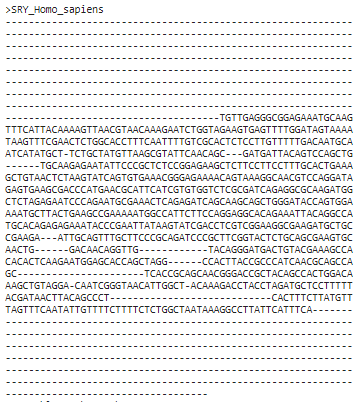 >SRY_Homo_sapiens
------------------------------------------------------------
------------------------------------------------------------
------------------------------------------------------------
------------------------------------------------------------
------------------------------------------------------------
------------------------------------------------------------
------------------------------------------------------------
------------------------------------------------------------
-------------------------------------TGTTGAGGGCGGAGAAATGCAAG
TTTCATTACAAAAGTTAACGTAACAAAGAATCTGGTAGAAGTGAGTTTTGGATAGTAAAA
TAAGTTTCGAACTCTGGCACCTTTCAATTTTGTCGCACTCTCCTTGTTTTTGACAATGCA
ATCATATGCT-TCTGCTATGTTAAGCGTATTCAACAGC---GATGATTACAGTCCAGCTG
------TGCAAGAGAATATTCCCGCTCTCCGGAGAAGCTCTTCCTTCCTTTGCACTGAAA
GCTGTAACTCTAAGTATCAGTGTGAAACGGGAGAAAACAGTAAAGGCAACGTCCAGGATA
GAGTGAAGCGACCCATGAACGCATTCATCGTGTGGTCTCGCGATCAGAGGCGCAAGATGG
CTCTAGAGAATCCCAGAATGCGAAACTCAGAGATCAGCAAGCAGCTGGGATACCAGTGGA
AAATGCTTACTGAAGCCGAAAAATGGCCATTCTTCCAGGAGGCACAGAAATTACAGGCCA
TGCACAGAGAGAAATACCCGAATTATAAGTATCGACCTCGTCGGAAGGCGAAGATGCTGC
CGAAGA---ATTGCAGTTTGCTTCCCGCAGATCCCGCTTCGGTACTCTGCAGCGAAGTGC
AACTG------GACAACAGGTTG------------TACAGGGATGACTGTACGAAAGCCA
CACACTCAAGAATGGAGCACCAGCTAGG------CCACTTACCGCCCATCAACGCAGCCA
GC----------------------TCACCGCAGCAACGGGACCGCTACAGCCACTGGACA
AAGCTGTAGGA-CAATCGGGTAACATTGGCT-ACAAAGACCTACCTAGATGCTCCTTTTT
ACGATAACTTACAGCCCT----------------------------CACTTTCTTATGTT
TAGTTTCAATATTGTTTTCTTTTCTCTGGCTAATAAAGGCCTTATTCATTTCA-------
------------------------------------------------------------
------------------------------------------------------------
------------------------------------------------------------
------------------------------------------------------------
------------------------------------------------------------
------------------------------------------------------------
-----------------------------------